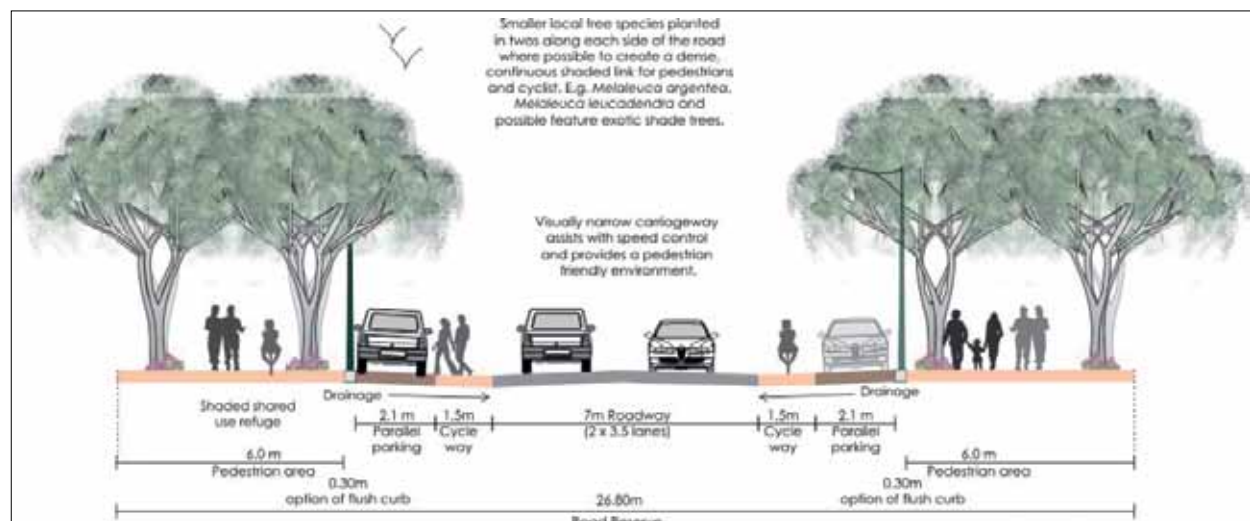 Smaller local tree species planted
in twos along each side of the road
where possible to create a dense,
continuous shaded link for pedestrians
and cyclist. E.g. Melaleuca argentea,
Melaleuca leucadendra and
possible feature exotic shade trees.
Visually narrow carriageway
assists with speed control
and provides a pedestrian
friendly environment.
Drainage
Drainage
Shaded shared
use refuge
2.1 m
Parallel
parking
1.5m
Cycle
way
7m Roadway
(2 x 3.5 lanes)
1.5m
Cycle
way
2.1 m
Parallel
parking
6.0 m
Pedestrian area
6.0 m
Pedestrian area
0.30m
option of flush curb
26.80m
Road Reserve
0.30m
option of flush curb